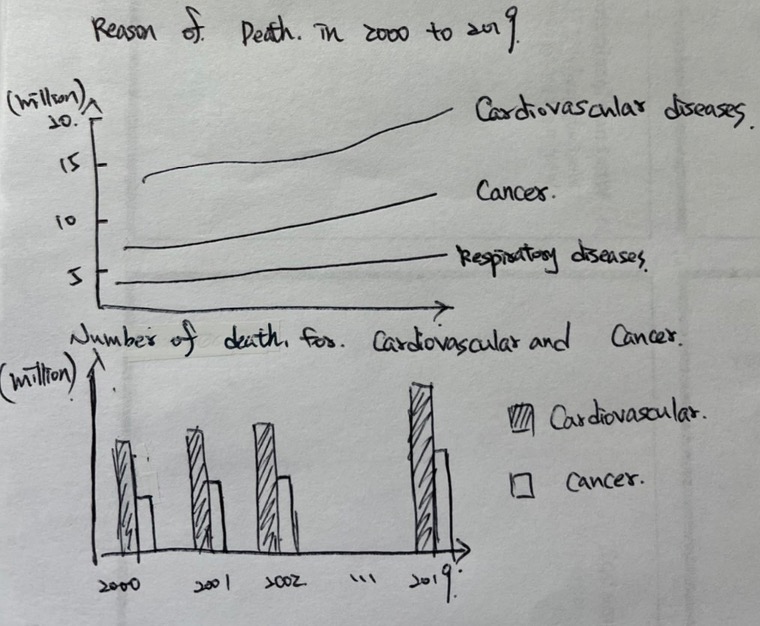 Reason of. Death. in 2000 to 2019.
(million)
20.
Cardiovascular diseases.
15
Cancer.
10
Respiratory diseases.
5
Number of death. for. Cardiovascular and Cancer.
(million)
Cardiovascular.
Cancer.
2000 2001 2002 ... 2019.